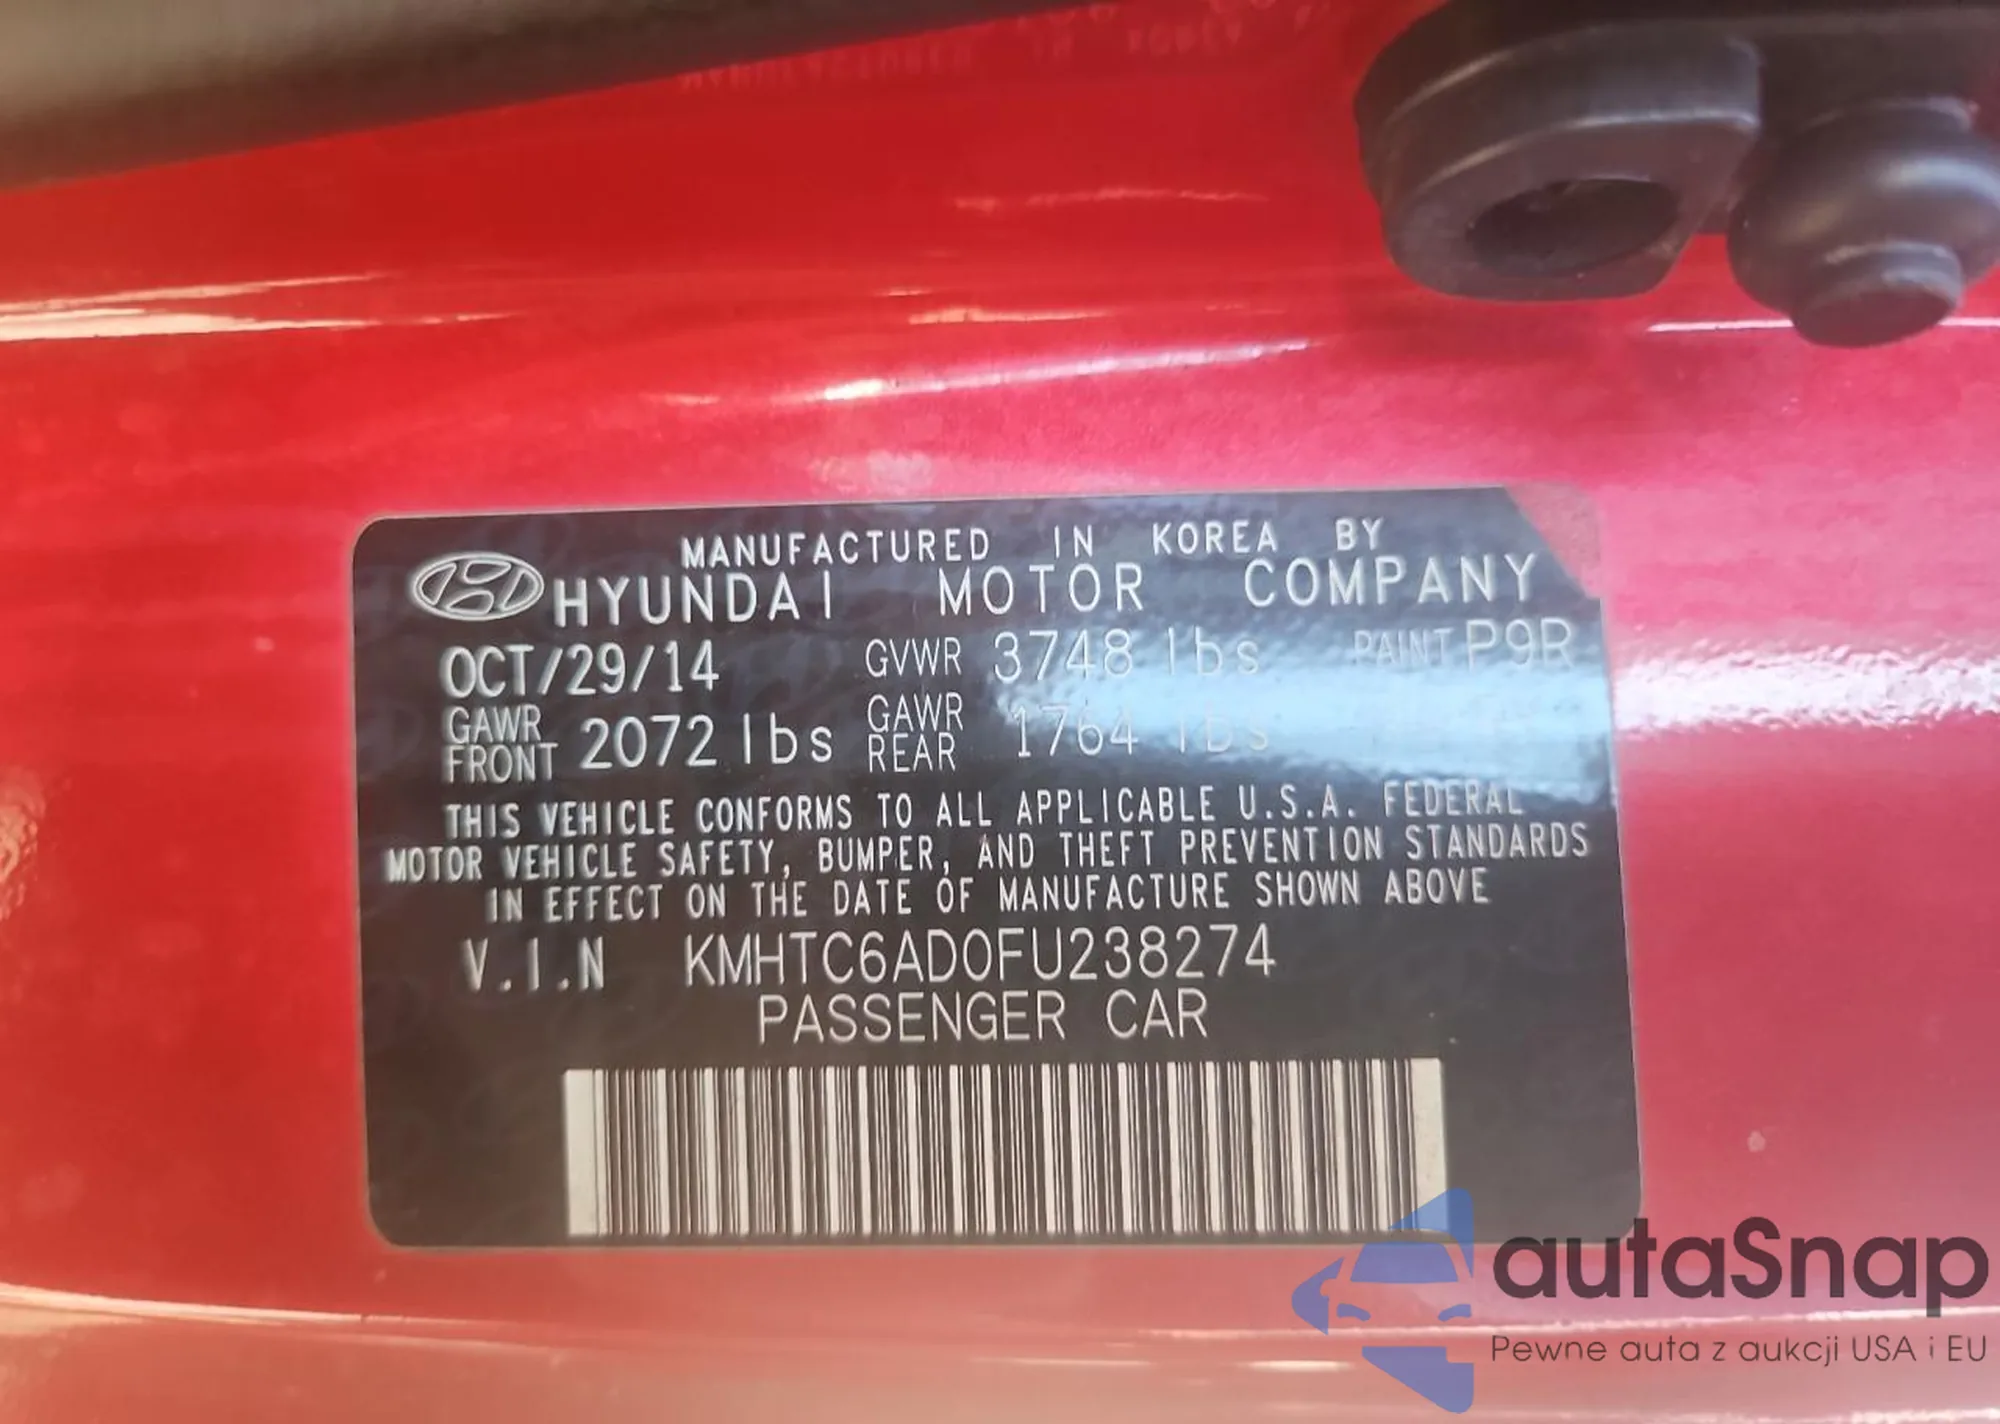 MANUFACTURED IN KOREA BY
HYUNDAI MOTOR COMPANY
OCT/29/14 GVWR 3748 lbs PAINT P9R
GAWR FRONT 2072 lbs GAWR REAR 1764 lbs
THIS VEHICLE CONFORMS TO ALL APPLICABLE U.S.A. FEDERAL
MOTOR VEHICLE SAFETY, BUMPER, AND THEFT PREVENTION STANDARDS
IN EFFECT ON THE DATE OF MANUFACTURE SHOWN ABOVE
V.I.N KMHTC6AD0FU238274
PASSENGER CAR
autaSnap
Pewne auta z aukcji USA i EU